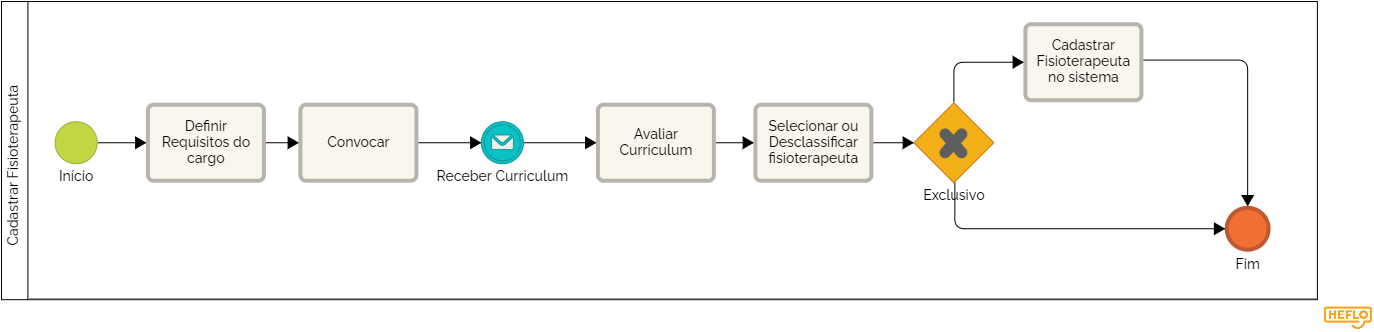 Cadastrar Fisioterapeuta
Início
Definir
Requisitos do
cargo
Convocar
Receber Curriculum
Avaliar
Curriculum
Selecionar ou
Desclassificar
fisioterapeuta
Exclusivo
Cadastrar
Fisioterapeuta
no sistema
Fim
HEFLO